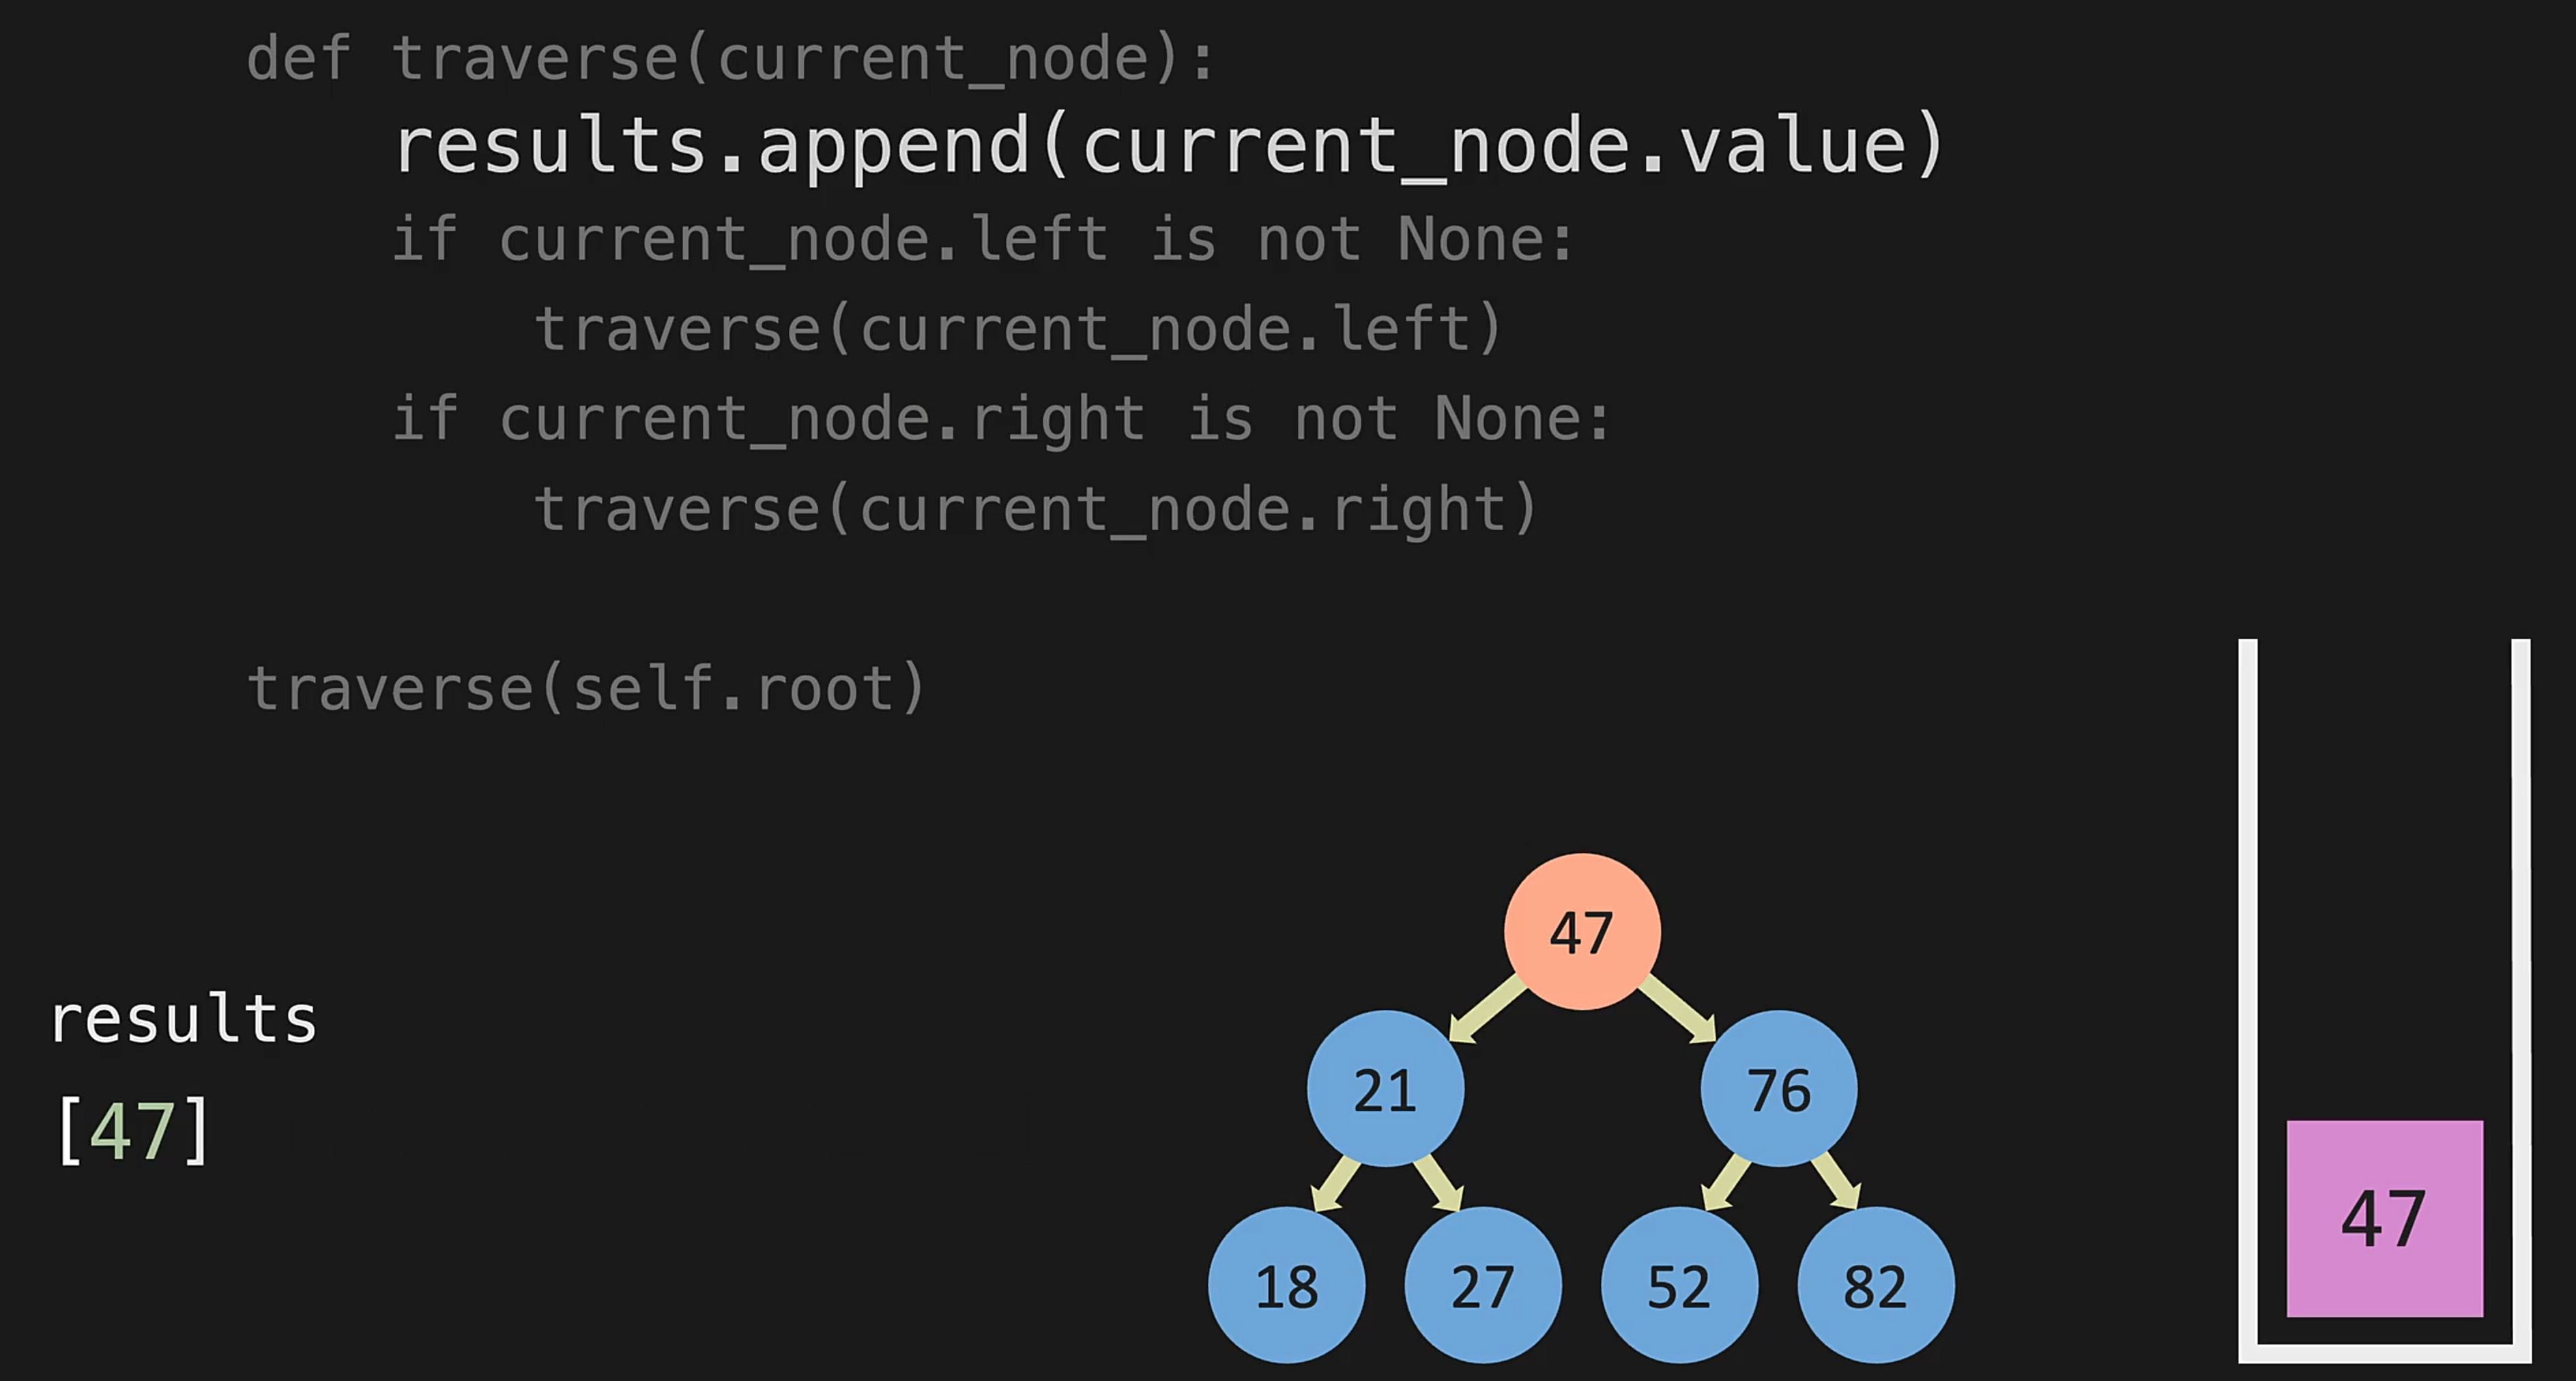 def traverse(current_node):
results.append(current_node.value)
if current_node.left is not None:
traverse(current_node.left)
if current_node.right is not None:
traverse(current_node.right)
traverse(self.root)
47
results
21 76
[47]
47
18 27 52 82